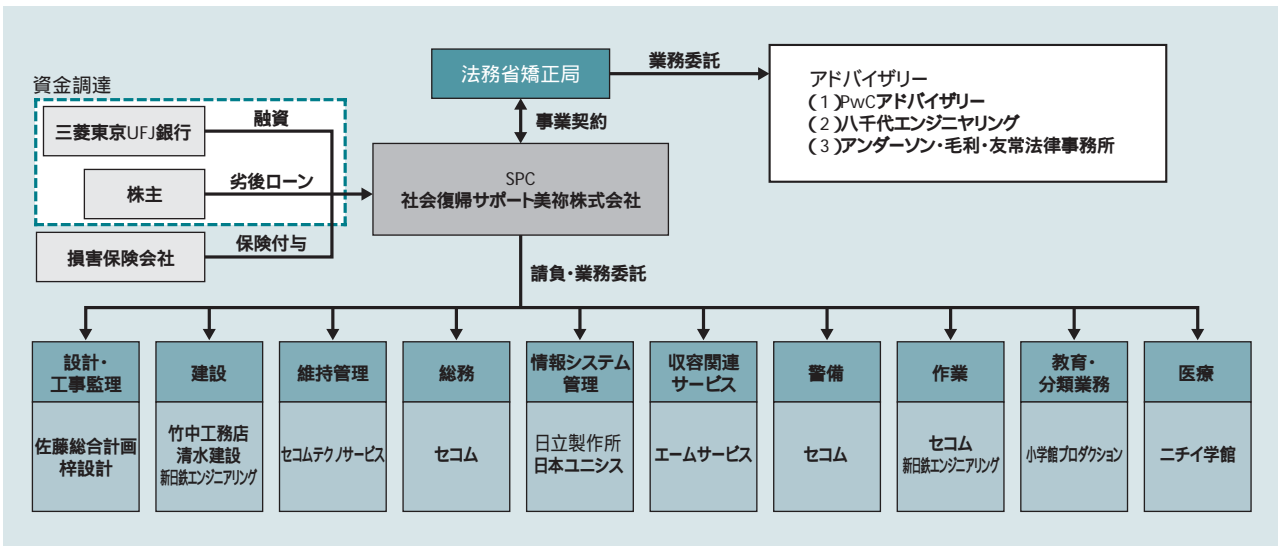 資金調達
三菱東京UFJ銀行
融資
株主
劣後ローン
損害保険会社
保険付与
法務省矯正局
業務委託
事業契約
SPC
社会復帰サポート美祢株式会社
アドバイザリー
(1)PwCアドバイザリー
(2)八千代エンジニヤリング
(3)アンダーソン・毛利・友常法律事務所
請負・業務委託
設計・
工事監理
佐藤総合計画
梓設計
建設
竹中工務店
清水建設
新日鉄エンジニアリング
維持管理
セコムテクノサービス
総務
セコム
情報システム
管理
日立製作所
日本ユニシス
収容関連
サービス
エームサービス
警備
セコム
作業
セコム
新日鉄エンジニアリング
教育・
分類業務
小学館プロダクション
医療
ニチイ学館